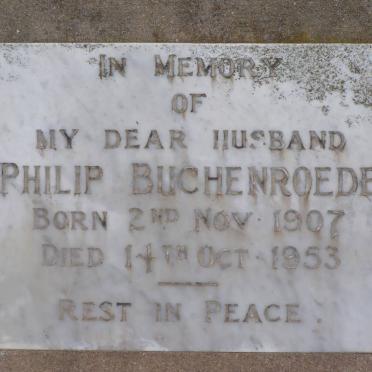 IN MEMORY
OF
MY DEAR HUSBAND
PHILIP BUCHENROEDE
BORN 2ND NOV 1907
DIED 14TH OCT 1953
REST IN PEACE.